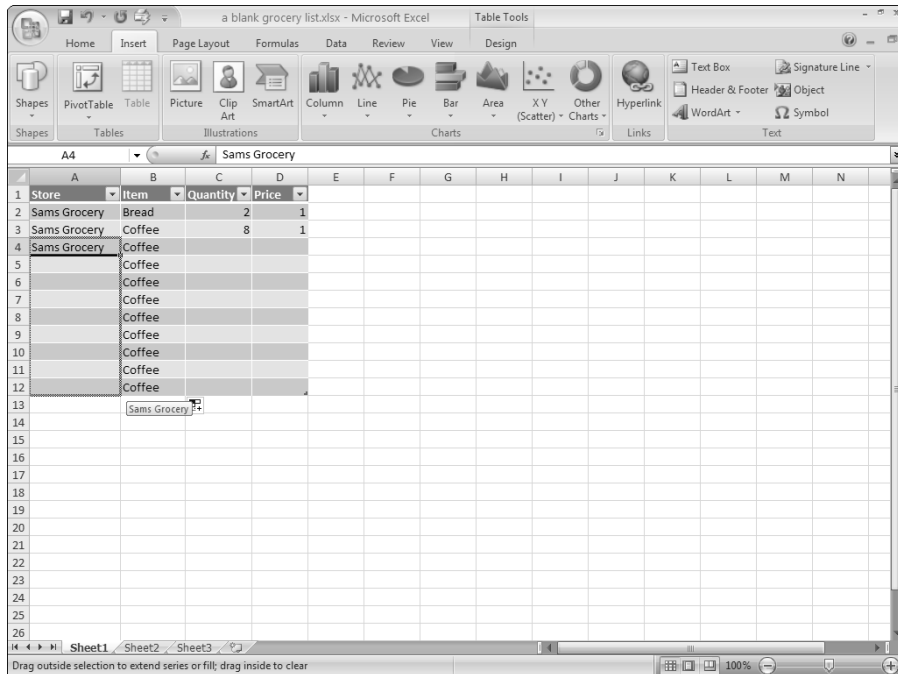 a blank grocery list.xlsx - Microsoft Excel
Table Tools
Home Insert Page Layout Formulas Data Review View Design
Shapes PivotTable Table Picture Clip Art SmartArt Column Line Pie Bar Area X Y (Scatter) Other Charts Hyperlink Text Box Header & Footer WordArt Signature Line Object Symbol
Shapes Tables Illustrations Charts Links Text
A4 fx Sams Grocery
A B C D E F G H I J K L M N
1 Store Item Quantity Price
2 Sams Grocery Bread 2 1
3 Sams Grocery Coffee 8 1
4 Sams Grocery Coffee
5 Coffee
6 Coffee
7 Coffee
8 Coffee
9 Coffee
10 Coffee
11 Coffee
12 Coffee
13 Sams Grocery
14
15
16
17
18
19
20
21
22
23
24
25
26
Sheet1 Sheet2 Sheet3
Drag outside selection to extend series or fill; drag inside to clear 100%